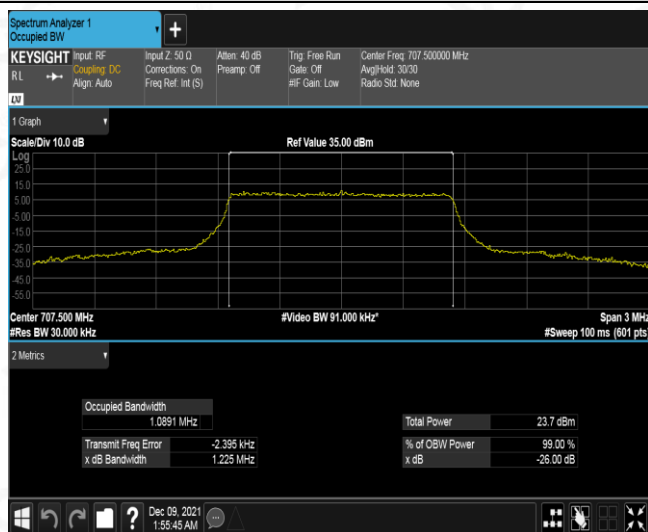 Spectrum Analyzer 1
Occupied BW
+
KEYSIGHT Input: RF Input Z: 50 Ω Atten: 40 dB Trig: Free Run Center Freq: 707.500000 MHz
RL Coupling: DC Corrections: On Preamp: Off Gate: Off Avg|Hold: 30/30
Align: Auto Freq Ref: Int (S) #IF Gain: Low Radio Std: None
LXI
1 Graph
Scale/Div 10.0 dB Ref Value 35.00 dBm
Log
25.0
15.0
5.00
-5.00
-15.0
-25.0
-35.0
-45.0
-55.0
Center 707.500 MHz #Video BW 91.000 kHz* Span 3 MHz
#Res BW 30.000 kHz #Sweep 100 ms (601 pts)
2 Metrics
Occupied Bandwidth
1.0891 MHz Total Power 23.7 dBm
Transmit Freq Error -2.395 kHz % of OBW Power 99.00 %
x dB Bandwidth 1.225 MHz x dB -26.00 dB
?
Dec 09, 2021
1:55:45 AM